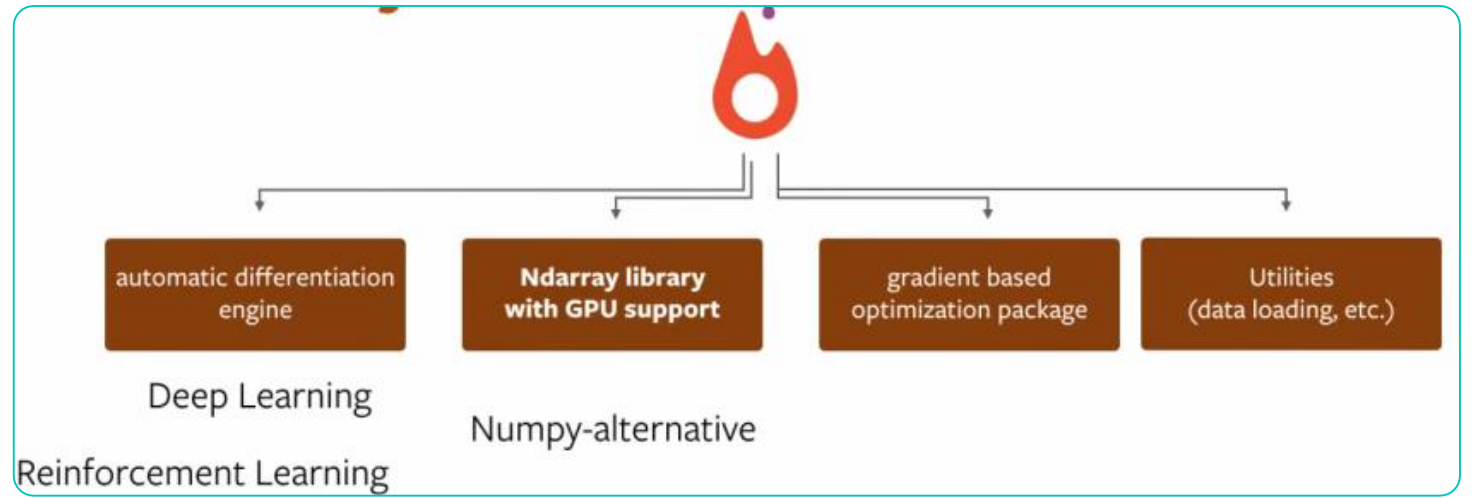 automatic differentiation
engine
Ndarray library
with GPU support
gradient based
optimization package
Utilities
(data loading, etc.)
Deep Learning
Numpy-alternative
Reinforcement Learning